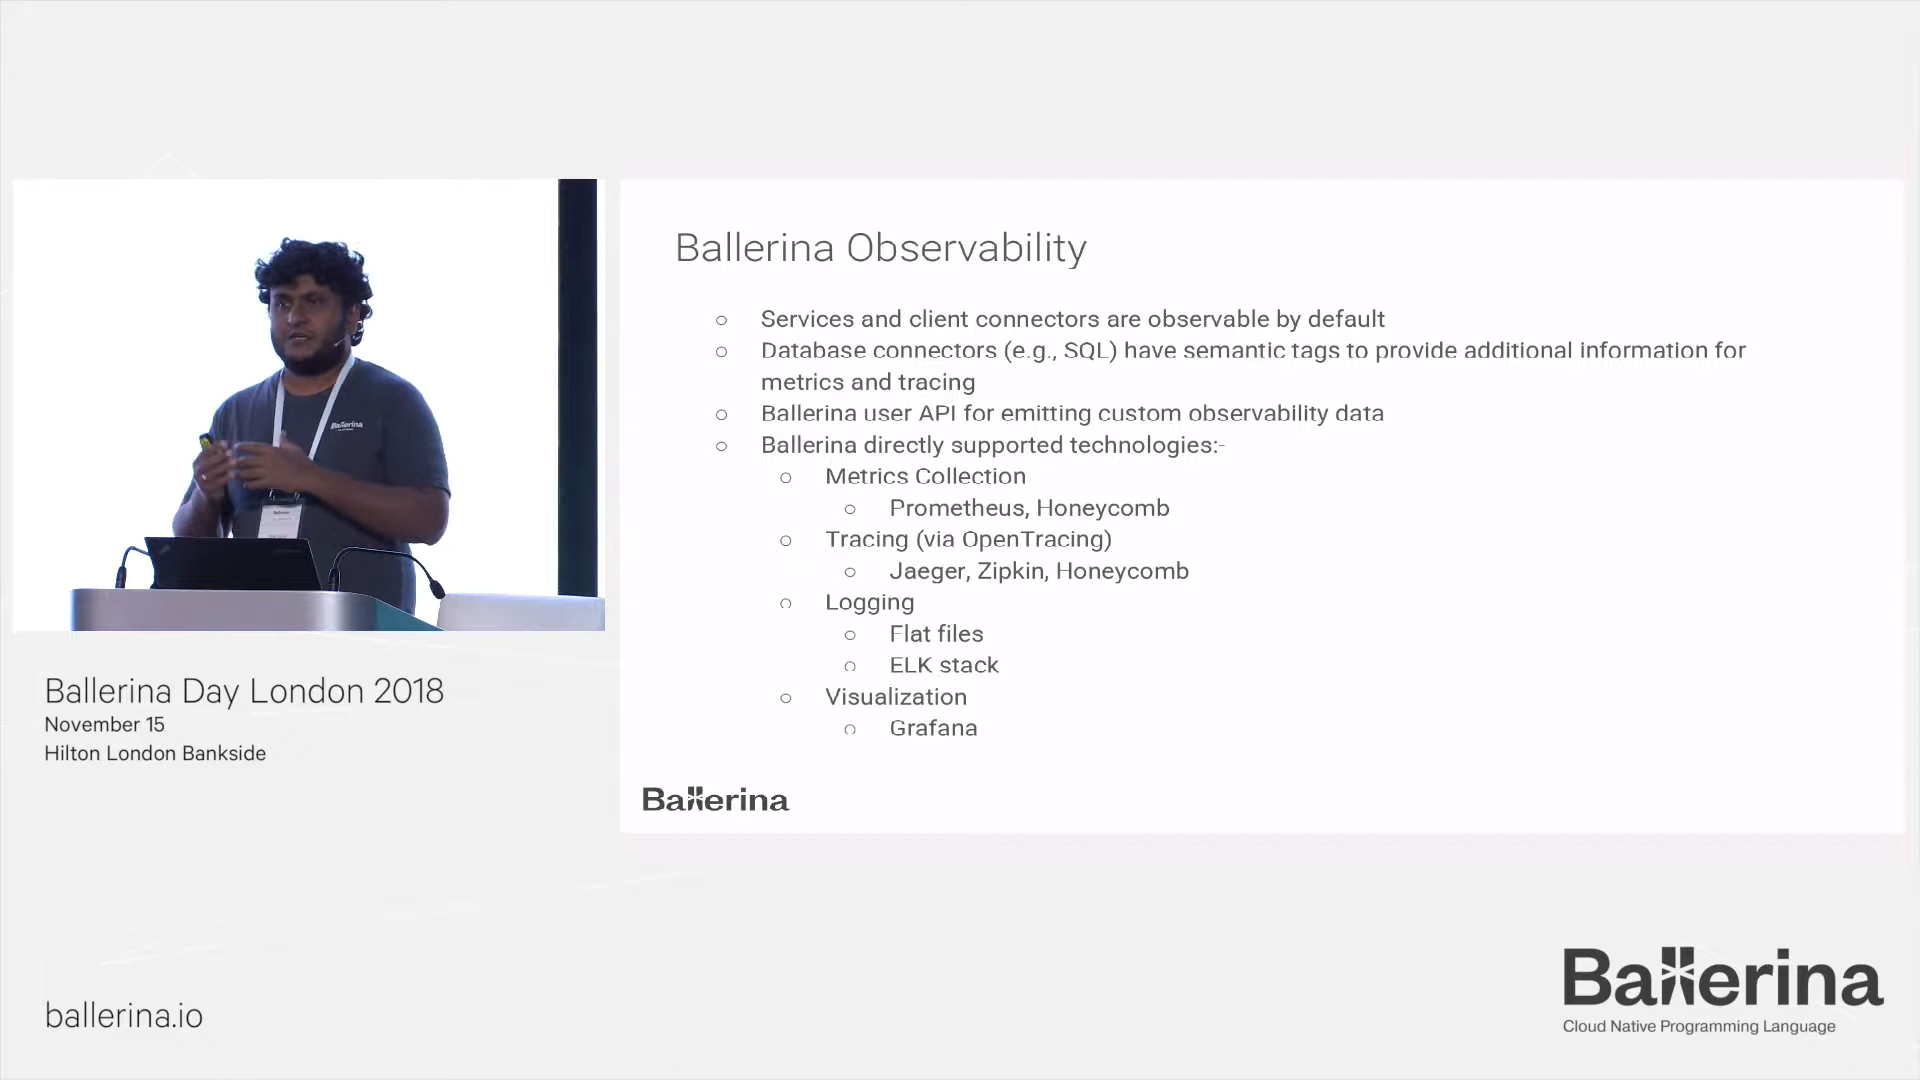 Ballerina Observability
Services and client connectors are observable by default
Database connectors (e.g., SQL) have semantic tags to provide additional information for
metrics and tracing
Ballerina user API for emitting custom observability data
Ballerina directly supported technologies:-
Metrics Collection
Prometheus, Honeycomb
Tracing (via OpenTracing)
Jaeger, Zipkin, Honeycomb
Logging
Flat files
ELK stack
Visualization
Grafana
Ballerina
Ballerina
Ballerina Day London 2018
November 15
Hilton London Bankside
ballerina.io
Ballerina
Cloud Native Programming Language